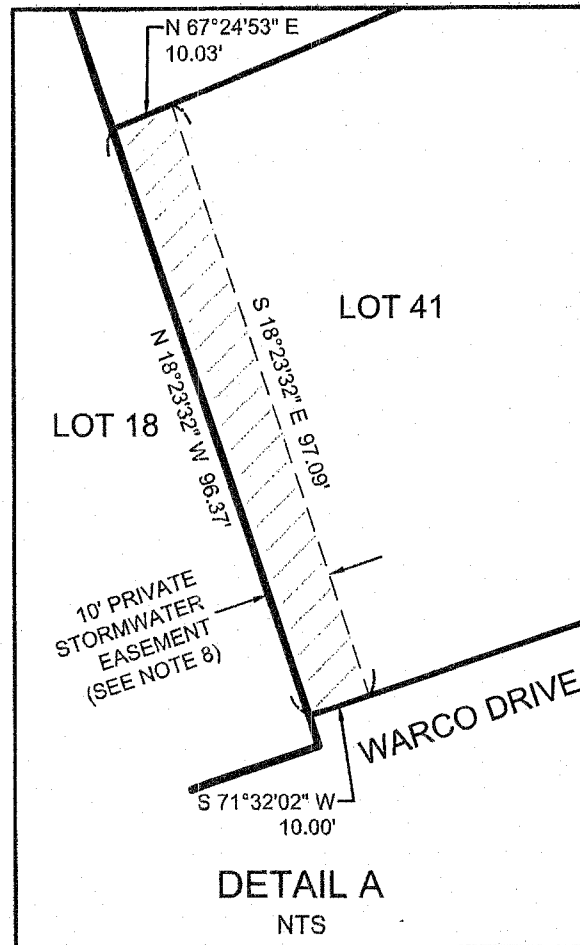 N 67°24'53" E
10.03'
LOT 41
S 18°23'32" E 97.09'
N 18°23'32" W 96.37'
LOT 18
10' PRIVATE
STORMWATER
EASEMENT
(SEE NOTE 8)
WARCO DRIVE
S 71°32'02" W
10.00'
DETAIL A
NTS